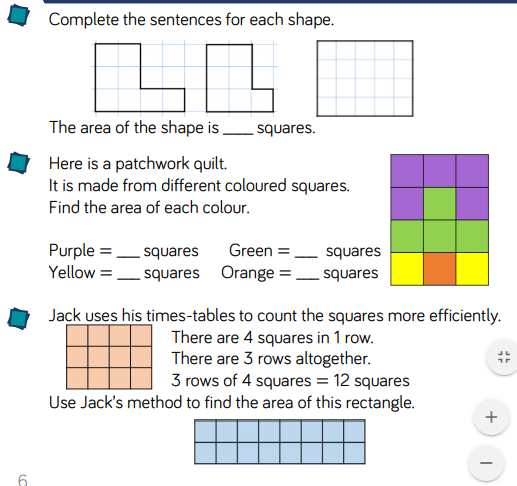 Complete the sentences for each shape.
The area of the shape is ____ squares.
Here is a patchwork quilt.
It is made from different coloured squares.
Find the area of each colour.
Purple = ___ squares Green = ___ squares
Yellow = ___ squares Orange = ___ squares
Jack uses his times-tables to count the squares more efficiently.
There are 4 squares in 1 row.
There are 3 rows altogether.
3 rows of 4 squares = 12 squares
Use Jack's method to find the area of this rectangle.
6